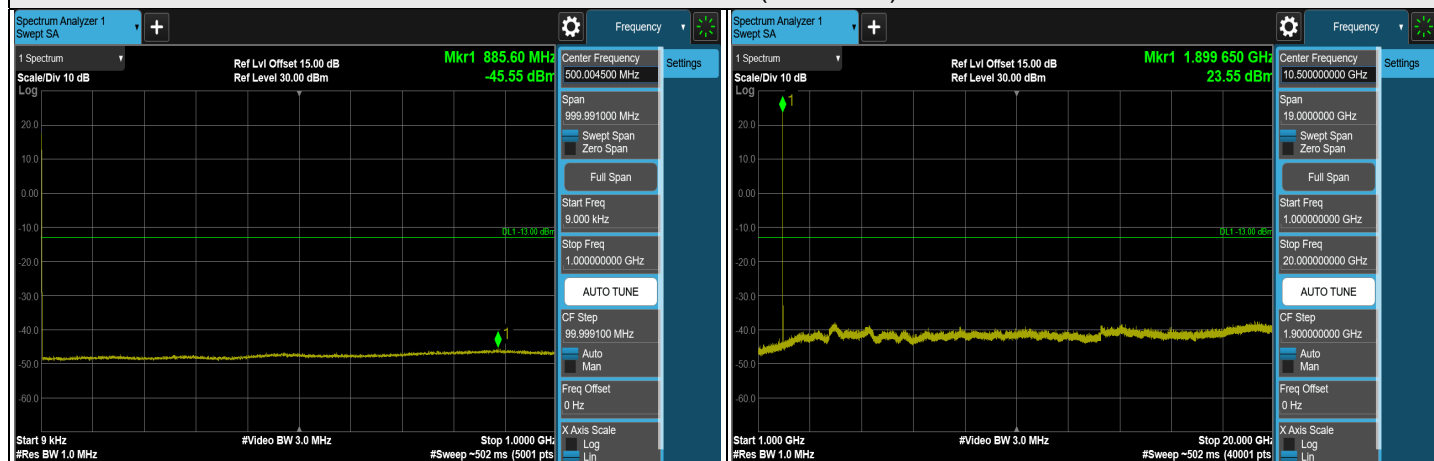 Spectrum Analyzer 1
Swept SA
+
Frequency
1 Spectrum
Scale/Div 10 dB
Log
Ref Lvl Offset 15.00 dB
Ref Level 30.00 dBm
Mkr1 885.60 MHz
-45.55 dBm
20.0
10.0
0.00
-10.0
-20.0
-30.0
-40.0
-50.0
-60.0
1
DL1 -13.00 dBm
Start 9 kHz
#Res BW 1.0 MHz
#Video BW 3.0 MHz
Stop 1.0000 GHz
#Sweep ~502 ms (5001 pts
Center Frequency
500.004500 MHz
Settings
Span
999.991000 MHz
Swept Span
Zero Span
Full Span
Start Freq
9.000 kHz
Stop Freq
1.000000000 GHz
AUTO TUNE
CF Step
99.999100 MHz
Auto
Man
Freq Offset
0 Hz
X Axis Scale
Log
Lin
Spectrum Analyzer 1
Swept SA
+
Frequency
1 Spectrum
Scale/Div 10 dB
Log
Ref Lvl Offset 15.00 dB
Ref Level 30.00 dBm
Mkr1 1.899 650 GHz
23.55 dBm
1
20.0
10.0
0.00
-10.0
-20.0
-30.0
-40.0
-50.0
-60.0
DL1 -13.00 dBm
Start 1.000 GHz
#Res BW 1.0 MHz
#Video BW 3.0 MHz
Stop 20.000 GHz
#Sweep ~502 ms (40001 pts
Center Frequency
10.500000000 GHz
Settings
Span
19.0000000 GHz
Swept Span
Zero Span
Full Span
Start Freq
1.000000000 GHz
Stop Freq
20.000000000 GHz
AUTO TUNE
CF Step
1.900000000 GHz
Auto
Man
Freq Offset
0 Hz
X Axis Scale
Log
Lin